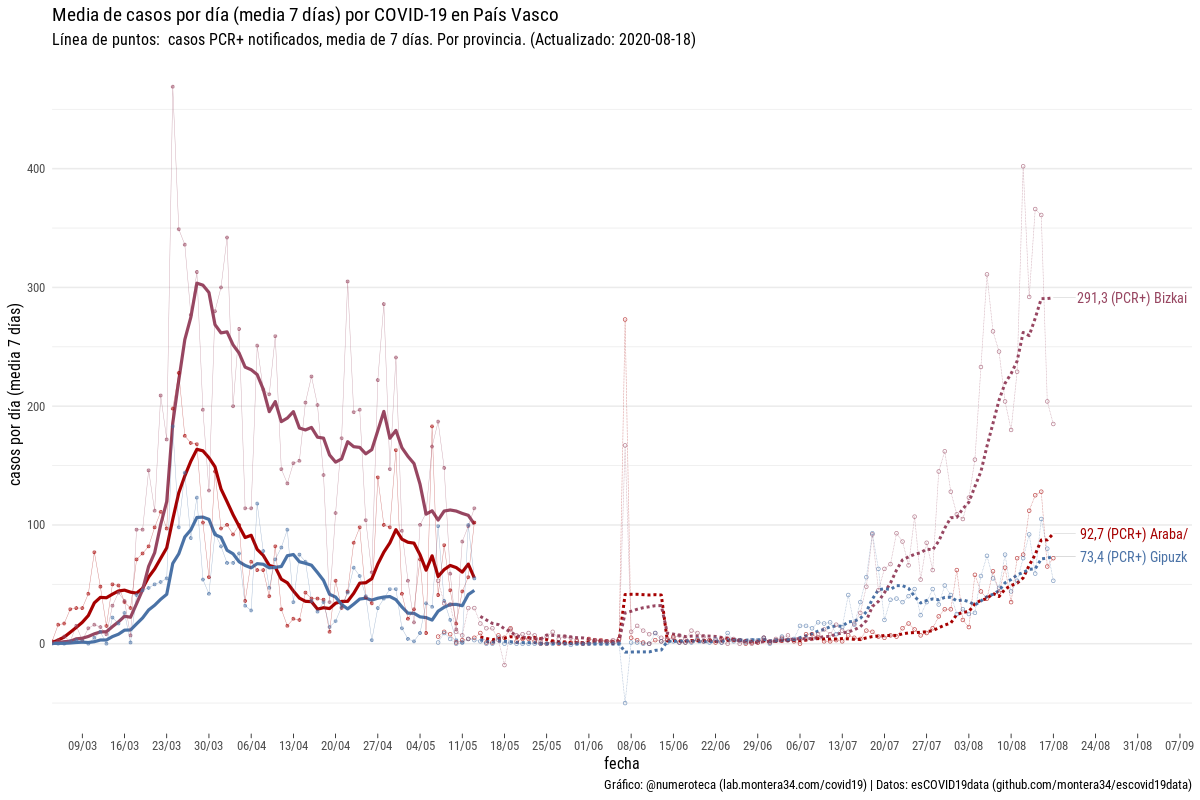 Media de casos por día (media 7 días) por COVID-19 en País Vasco
Línea de puntos:  casos PCR+ notificados, media de 7 días. Por provincia. (Actualizado: 2020-08-18)
casos por día (media 7 días)
400
300
200
100
0
291,3 (PCR+) Bizkai
92,7 (PCR+) Araba/
73,4 (PCR+) Gipuzk
09/03 16/03 23/03 30/03 06/04 13/04 20/04 27/04 04/05 11/05 18/05 25/05 01/06 08/06 15/06 22/06 29/06 06/07 13/07 20/07 27/07 03/08 10/08 17/08 24/08 31/08 07/09
fecha
Gráfico: @numeroteca (lab.montera34.com/covid19) | Datos: esCOVID19data (github.com/montera34/escovid19data)